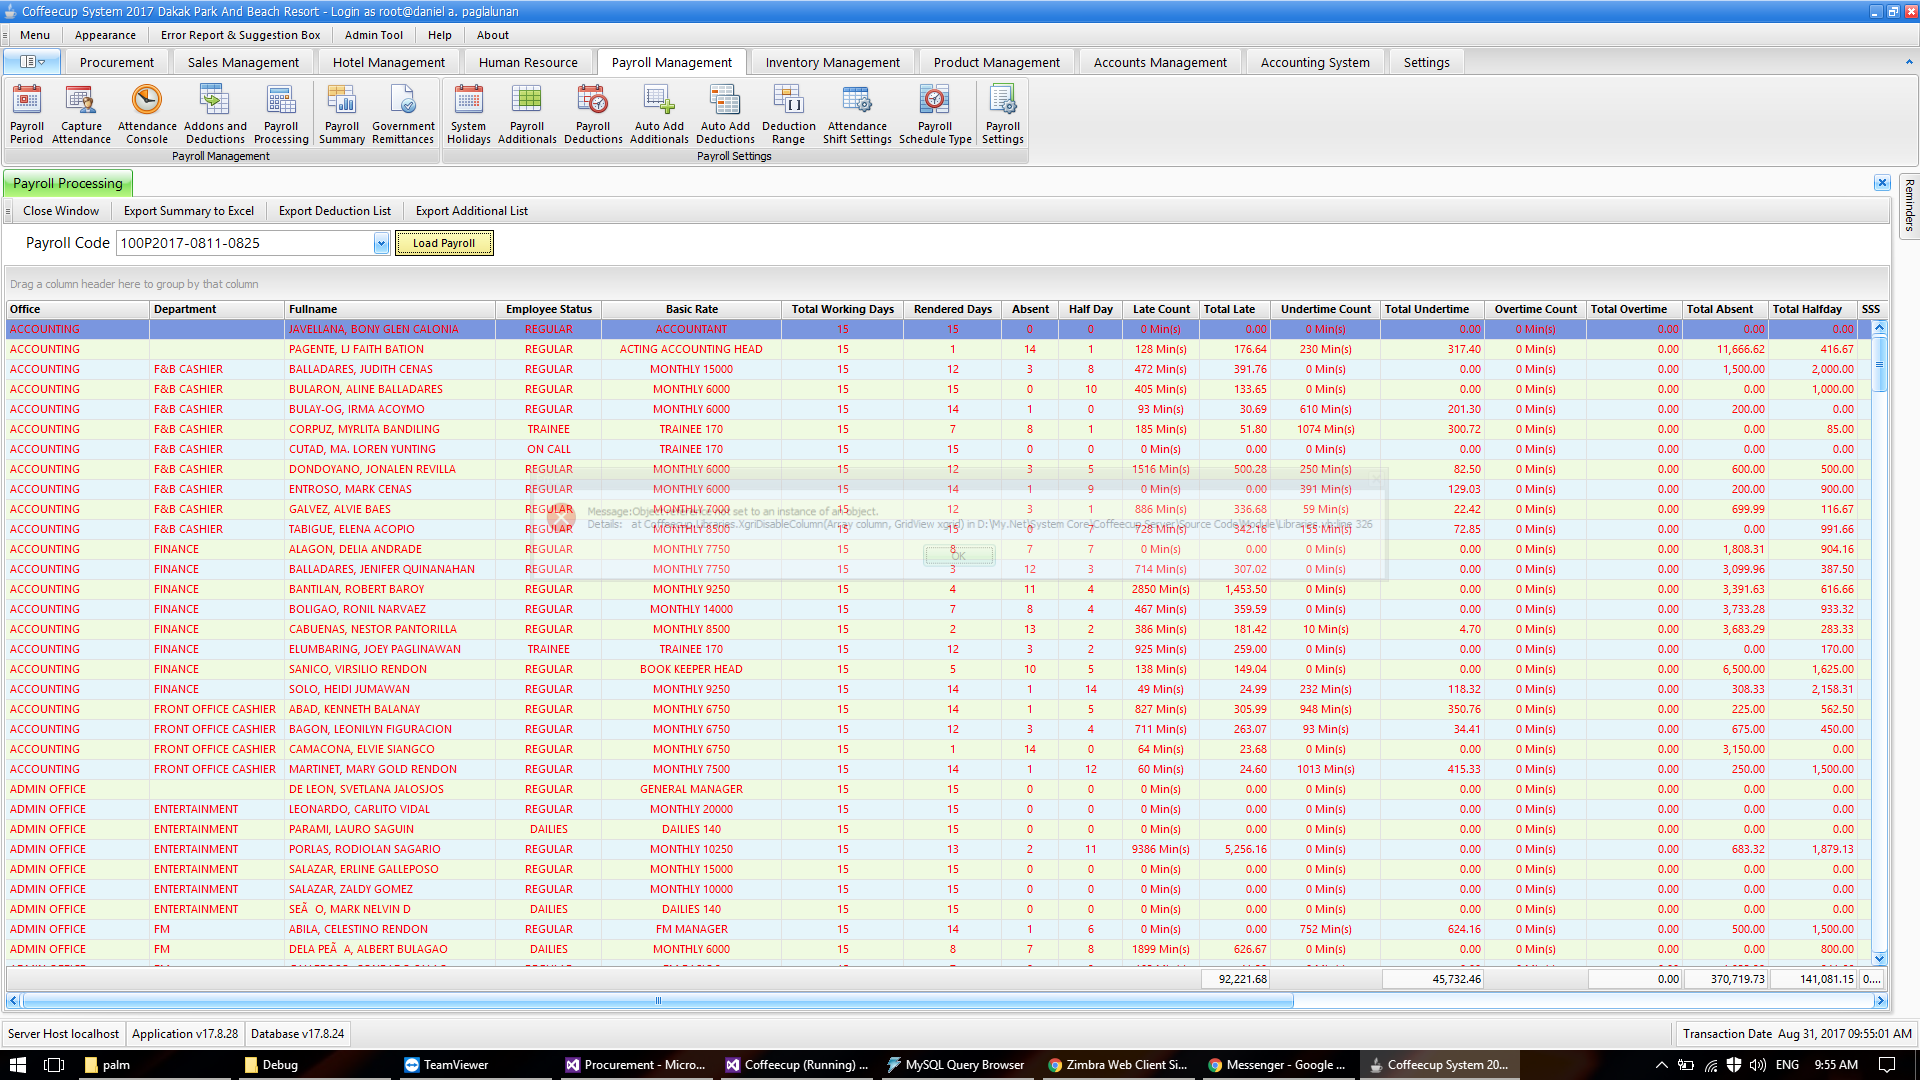 Coffeecup System 2017 Dakak Park And Beach Resort - Login as root@daniel a. paglalunan
Menu Appearance Error Report & Suggestion Box Admin Tool Help About
Procurement Sales Management Hotel Management Human Resource Payroll Management Inventory Management Product Management Accounts Management Accounting System Settings
Payroll Period Capture Attendance Attendance Console Addons and Deductions Payroll Processing Payroll Summary Government Remittances System Holidays Payroll Additionals Payroll Deductions Auto Add Additionals Auto Add Deductions Deduction Range Attendance Shift Settings Payroll Schedule Type Payroll Settings
Payroll Management Payroll Settings
Payroll Processing
Reminders
Close Window Export Summary to Excel Export Deduction List Export Additional List
Payroll Code 100P2017-0811-0825 Load Payroll
Drag a column header here to group by that column
Office Department Fullname Employee Status Basic Rate Total Working Days Rendered Days Absent Half Day Late Count Total Late Undertime Count Total Undertime Overtime Count Total Overtime Total Absent Total Halfday SSS
ACCOUNTING JAVELLANA, BONY GLEN CALONIA REGULAR ACCOUNTANT 15 15 0 0 0 Min(s) 0.00 0 Min(s) 0.00 0 Min(s) 0.00 0.00 0.00
ACCOUNTING PAGENTE, LJ FAITH BATION REGULAR ACTING ACCOUNTING HEAD 15 1 14 1 128 Min(s) 176.64 230 Min(s) 317.40 0 Min(s) 0.00 11,666.62 416.67
ACCOUNTING F&B CASHIER BALLADARES, JUDITH CENAS REGULAR MONTHLY 15000 15 12 3 8 472 Min(s) 391.76 0 Min(s) 0.00 0 Min(s) 0.00 1,500.00 2,000.00
ACCOUNTING F&B CASHIER BULARON, ALINE BALLADARES REGULAR MONTHLY 6000 15 15 0 10 405 Min(s) 133.65 0 Min(s) 0.00 0 Min(s) 0.00 0.00 1,000.00
ACCOUNTING F&B CASHIER BULAY-OG, IRMA ACOYMO REGULAR MONTHLY 6000 15 14 1 0 93 Min(s) 30.69 610 Min(s) 201.30 0 Min(s) 0.00 200.00 0.00
ACCOUNTING F&B CASHIER CORPUZ, MYRLITA BANDILING TRAINEE TRAINEE 170 15 7 8 1 185 Min(s) 51.80 1074 Min(s) 300.72 0 Min(s) 0.00 0.00 85.00
ACCOUNTING F&B CASHIER CUTAD, MA. LOREN YUNTING ON CALL TRAINEE 170 15 15 0 0 0 Min(s) 0.00 0 Min(s) 0.00 0 Min(s) 0.00 0.00 0.00
ACCOUNTING F&B CASHIER DONDOYANO, JONALEN REVILLA REGULAR MONTHLY 6000 15 12 3 5 1516 Min(s) 500.28 250 Min(s) 82.50 0 Min(s) 0.00 600.00 500.00
ACCOUNTING F&B CASHIER ENTROSO, MARK CENAS REGULAR MONTHLY 6000 15 14 1 9 0 Min(s) 0.00 391 Min(s) 129.03 0 Min(s) 0.00 200.00 900.00
ACCOUNTING F&B CASHIER GALVEZ, ALVIE BAES REGULAR MONTHLY 7000 15 12 3 1 886 Min(s) 336.68 59 Min(s) 22.42 0 Min(s) 0.00 699.99 116.67
Message:Object reference not set to an instance of an object.
Details: at Coffeecup.Libraries.XgriDisableColumn(Array column, GridView xgrid) in D:\My.Net\System Core\Coffeecup Server\Source Code\Module\Libraries.vb:line 326
OK
ACCOUNTING F&B CASHIER TABIGUE, ELENA ACOPIO REGULAR MONTHLY 8500 15 15 0 7 728 Min(s) 342.16 155 Min(s) 72.85 0 Min(s) 0.00 0.00 991.66
ACCOUNTING FINANCE ALAGON, DELIA ANDRADE REGULAR MONTHLY 7750 15 8 7 7 0 Min(s) 0.00 0 Min(s) 0.00 0 Min(s) 0.00 1,808.31 904.16
ACCOUNTING FINANCE BALLADARES, JENIFER QUINANAHAN REGULAR MONTHLY 7750 15 3 12 3 714 Min(s) 307.02 0 Min(s) 0.00 0 Min(s) 0.00 3,099.96 387.50
ACCOUNTING FINANCE BANTILAN, ROBERT BAROY REGULAR MONTHLY 9250 15 4 11 4 2850 Min(s) 1,453.50 0 Min(s) 0.00 0 Min(s) 0.00 3,391.63 616.66
ACCOUNTING FINANCE BOLIGAO, RONIL NARVAEZ REGULAR MONTHLY 14000 15 7 8 4 467 Min(s) 359.59 0 Min(s) 0.00 0 Min(s) 0.00 3,733.28 933.32
ACCOUNTING FINANCE CABUENAS, NESTOR PANTORILLA REGULAR MONTHLY 8500 15 2 13 2 386 Min(s) 181.42 10 Min(s) 4.70 0 Min(s) 0.00 3,683.29 283.33
ACCOUNTING FINANCE ELUMBARING, JOEY PAGLINAWAN TRAINEE TRAINEE 170 15 12 3 2 925 Min(s) 259.00 0 Min(s) 0.00 0 Min(s) 0.00 0.00 170.00
ACCOUNTING FINANCE SANICO, VIRSILIO RENDON REGULAR BOOK KEEPER HEAD 15 5 10 5 138 Min(s) 149.04 0 Min(s) 0.00 0 Min(s) 0.00 6,500.00 1,625.00
ACCOUNTING FINANCE SOLO, HEIDI JUMAWAN REGULAR MONTHLY 9250 15 14 1 14 49 Min(s) 24.99 232 Min(s) 118.32 0 Min(s) 0.00 308.33 2,158.31
ACCOUNTING FRONT OFFICE CASHIER ABAD, KENNETH BALANAY REGULAR MONTHLY 6750 15 14 1 5 827 Min(s) 305.99 948 Min(s) 350.76 0 Min(s) 0.00 225.00 562.50
ACCOUNTING FRONT OFFICE CASHIER BAGON, LEONILYN FIGURACION REGULAR MONTHLY 6750 15 12 3 4 711 Min(s) 263.07 93 Min(s) 34.41 0 Min(s) 0.00 675.00 450.00
ACCOUNTING FRONT OFFICE CASHIER CAMACONA, ELVIE SIANGCO REGULAR MONTHLY 6750 15 1 14 0 64 Min(s) 23.68 0 Min(s) 0.00 0 Min(s) 0.00 3,150.00 0.00
ACCOUNTING FRONT OFFICE CASHIER MARTINET, MARY GOLD RENDON REGULAR MONTHLY 7500 15 14 1 12 60 Min(s) 24.60 1013 Min(s) 415.33 0 Min(s) 0.00 250.00 1,500.00
ADMIN OFFICE DE LEON, SVETLANA JALOSJOS REGULAR GENERAL MANAGER 15 15 0 0 0 Min(s) 0.00 0 Min(s) 0.00 0 Min(s) 0.00 0.00 0.00
ADMIN OFFICE ENTERTAINMENT LEONARDO, CARLITO VIDAL REGULAR MONTHLY 20000 15 15 0 0 0 Min(s) 0.00 0 Min(s) 0.00 0 Min(s) 0.00 0.00 0.00
ADMIN OFFICE ENTERTAINMENT PARAMI, LAURO SAGUIN DAILIES DAILIES 140 15 15 0 0 0 Min(s) 0.00 0 Min(s) 0.00 0 Min(s) 0.00 0.00 0.00
ADMIN OFFICE ENTERTAINMENT PORLAS, RODIOLAN SAGARIO REGULAR MONTHLY 10250 15 13 2 11 9386 Min(s) 5,256.16 0 Min(s) 0.00 0 Min(s) 0.00 683.32 1,879.13
ADMIN OFFICE ENTERTAINMENT SALAZAR, ERLINE GALLEPOSO REGULAR MONTHLY 15000 15 15 0 0 0 Min(s) 0.00 0 Min(s) 0.00 0 Min(s) 0.00 0.00 0.00
ADMIN OFFICE ENTERTAINMENT SALAZAR, ZALDY GOMEZ REGULAR MONTHLY 10000 15 15 0 0 0 Min(s) 0.00 0 Min(s) 0.00 0 Min(s) 0.00 0.00 0.00
ADMIN OFFICE ENTERTAINMENT SEÃ O, MARK NELVIN D DAILIES DAILIES 140 15 15 0 0 0 Min(s) 0.00 0 Min(s) 0.00 0 Min(s) 0.00 0.00 0.00
ADMIN OFFICE FM ABILA, CELESTINO RENDON REGULAR FM MANAGER 15 14 1 6 0 Min(s) 0.00 752 Min(s) 624.16 0 Min(s) 0.00 500.00 1,500.00
ADMIN OFFICE FM DELA PEÃ A, ALBERT BULAGAO DAILIES MONTHLY 6000 15 8 7 8 1899 Min(s) 626.67 0 Min(s) 0.00 0 Min(s) 0.00 0.00 800.00
92,221.68 45,732.46 0.00 370,719.73 141,081.15 0....
Server Host localhost Application v17.8.28 Database v17.8.24 Transaction Date Aug 31, 2017 09:55:01 AM
palm Debug TeamViewer Procurement - Micro... Coffeecup (Running) ... MySQL Query Browser Zimbra Web Client Si... Messenger - Google ... Coffeecup System 20... ENG 9:55 AM